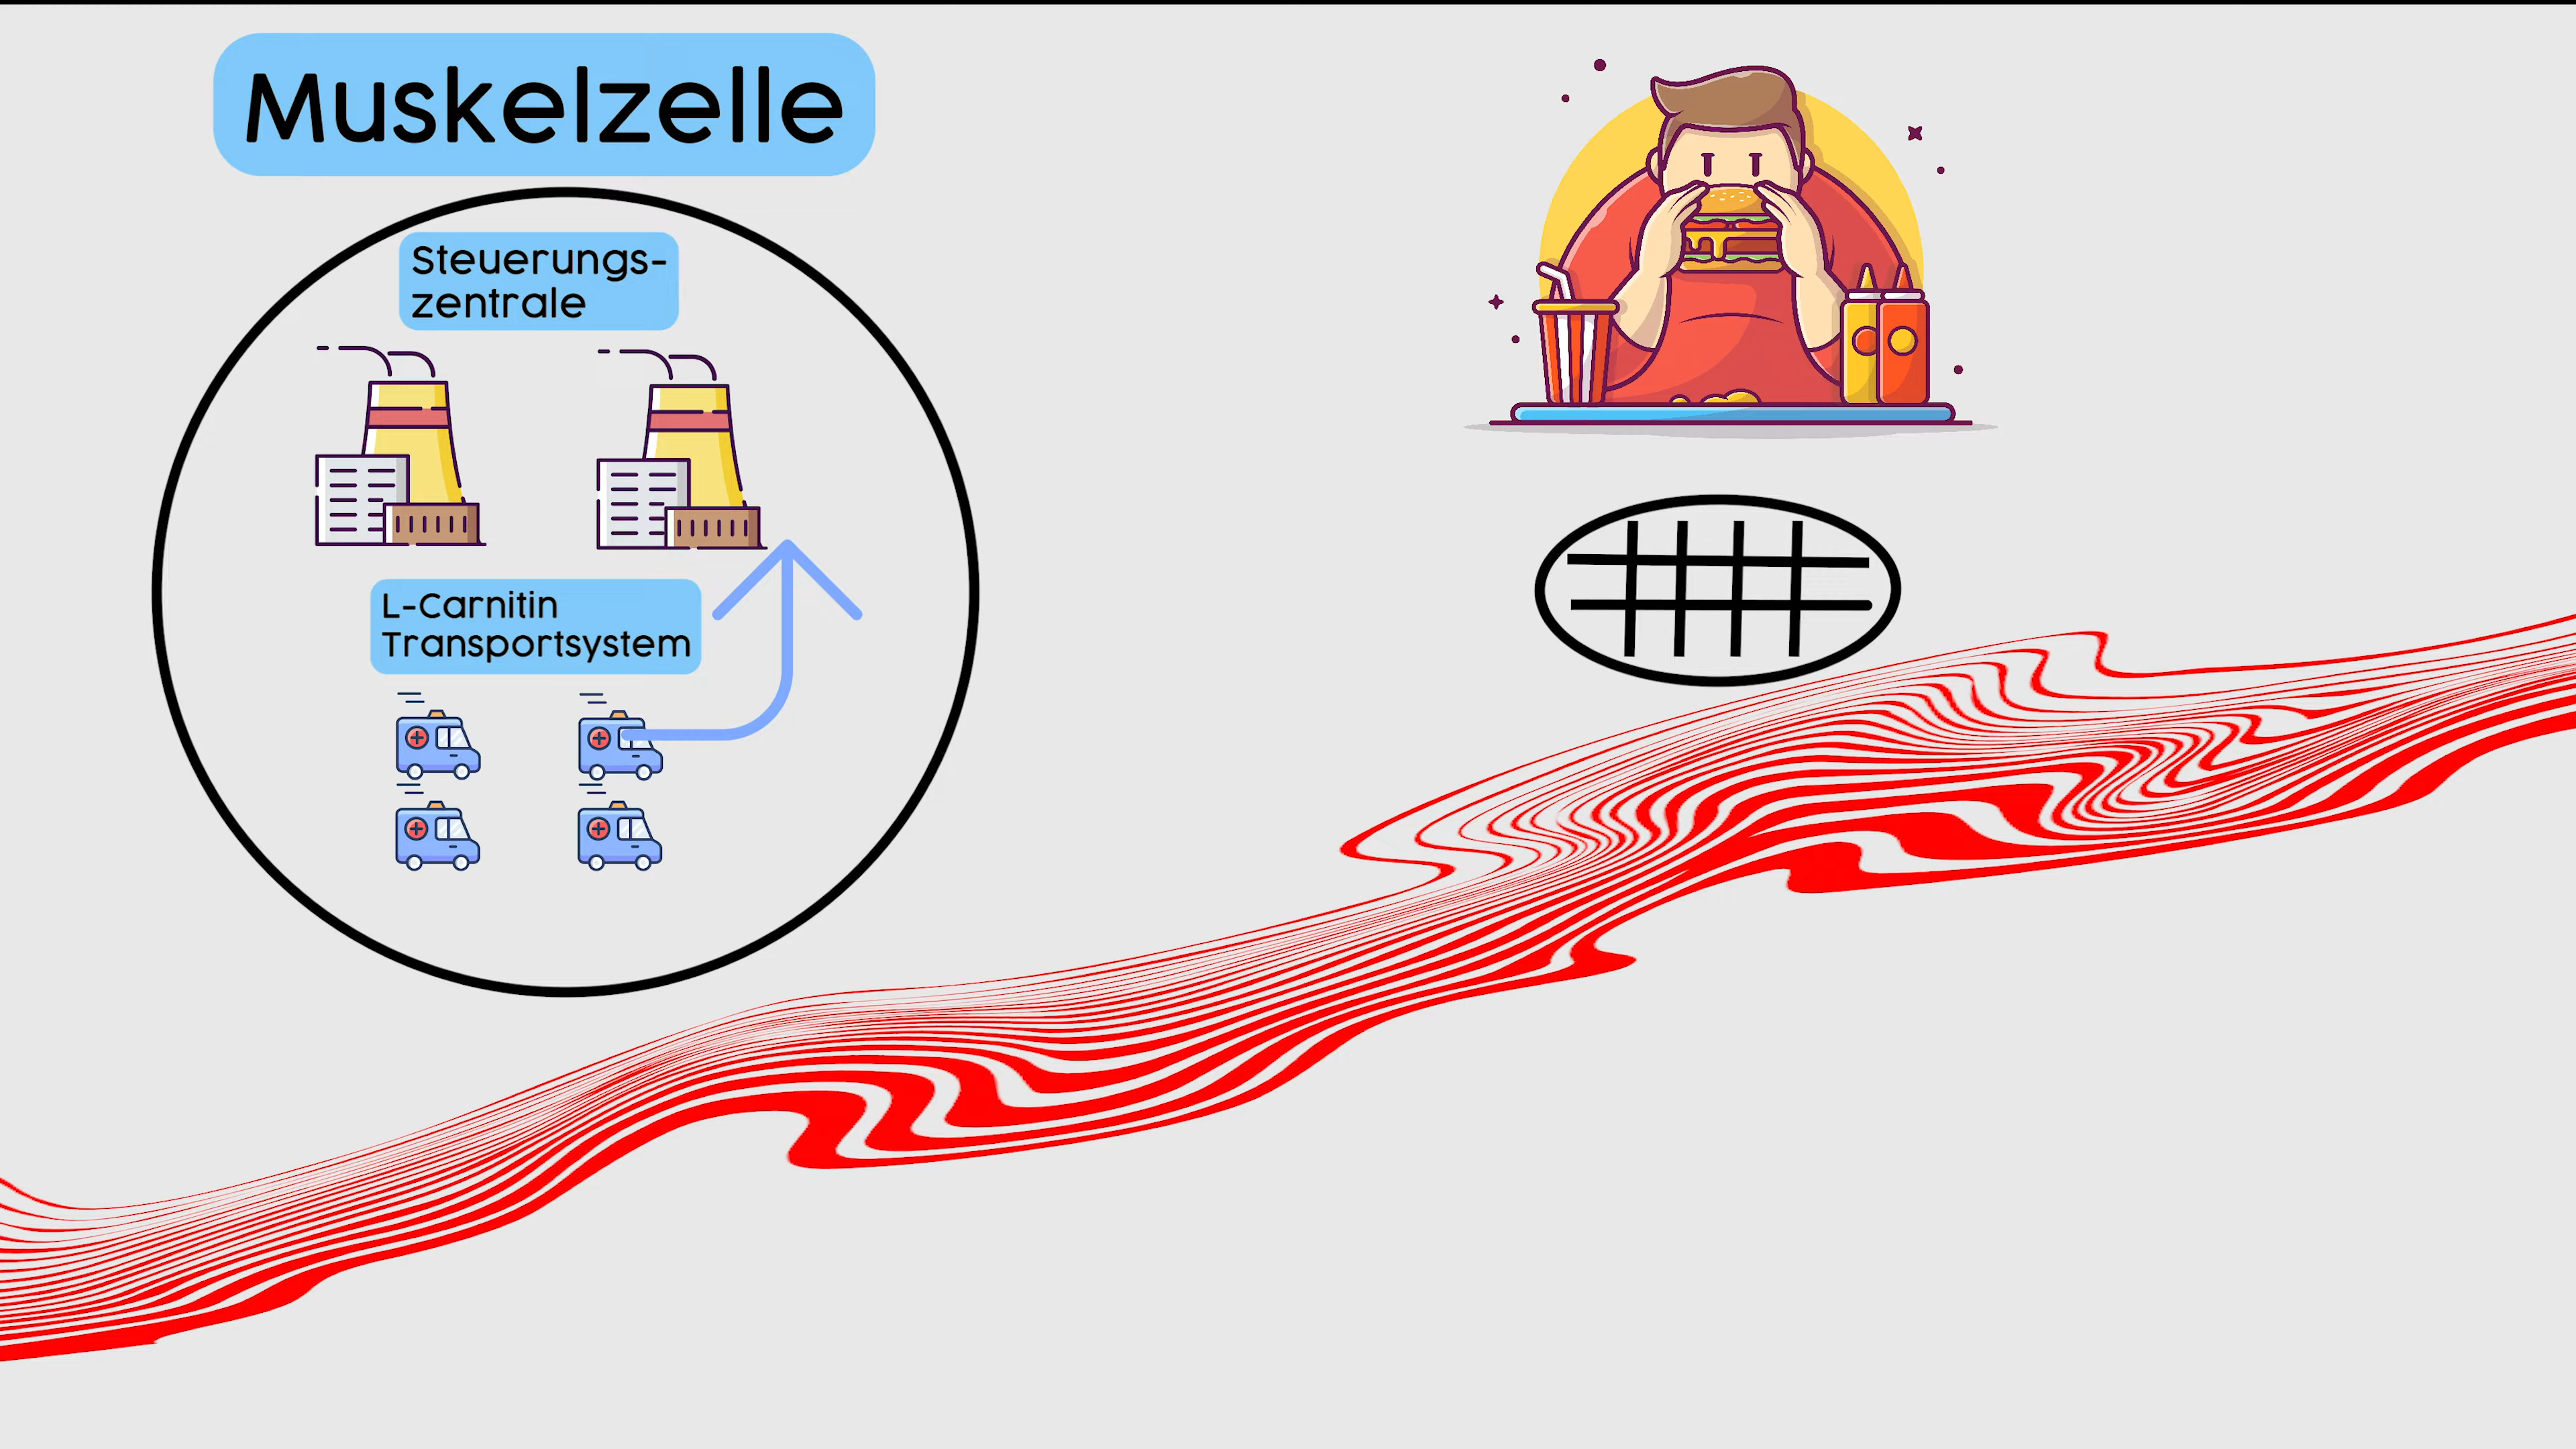 Muskelzelle
Steuerungs-
zentrale
L-Carnitin
Transportsystem